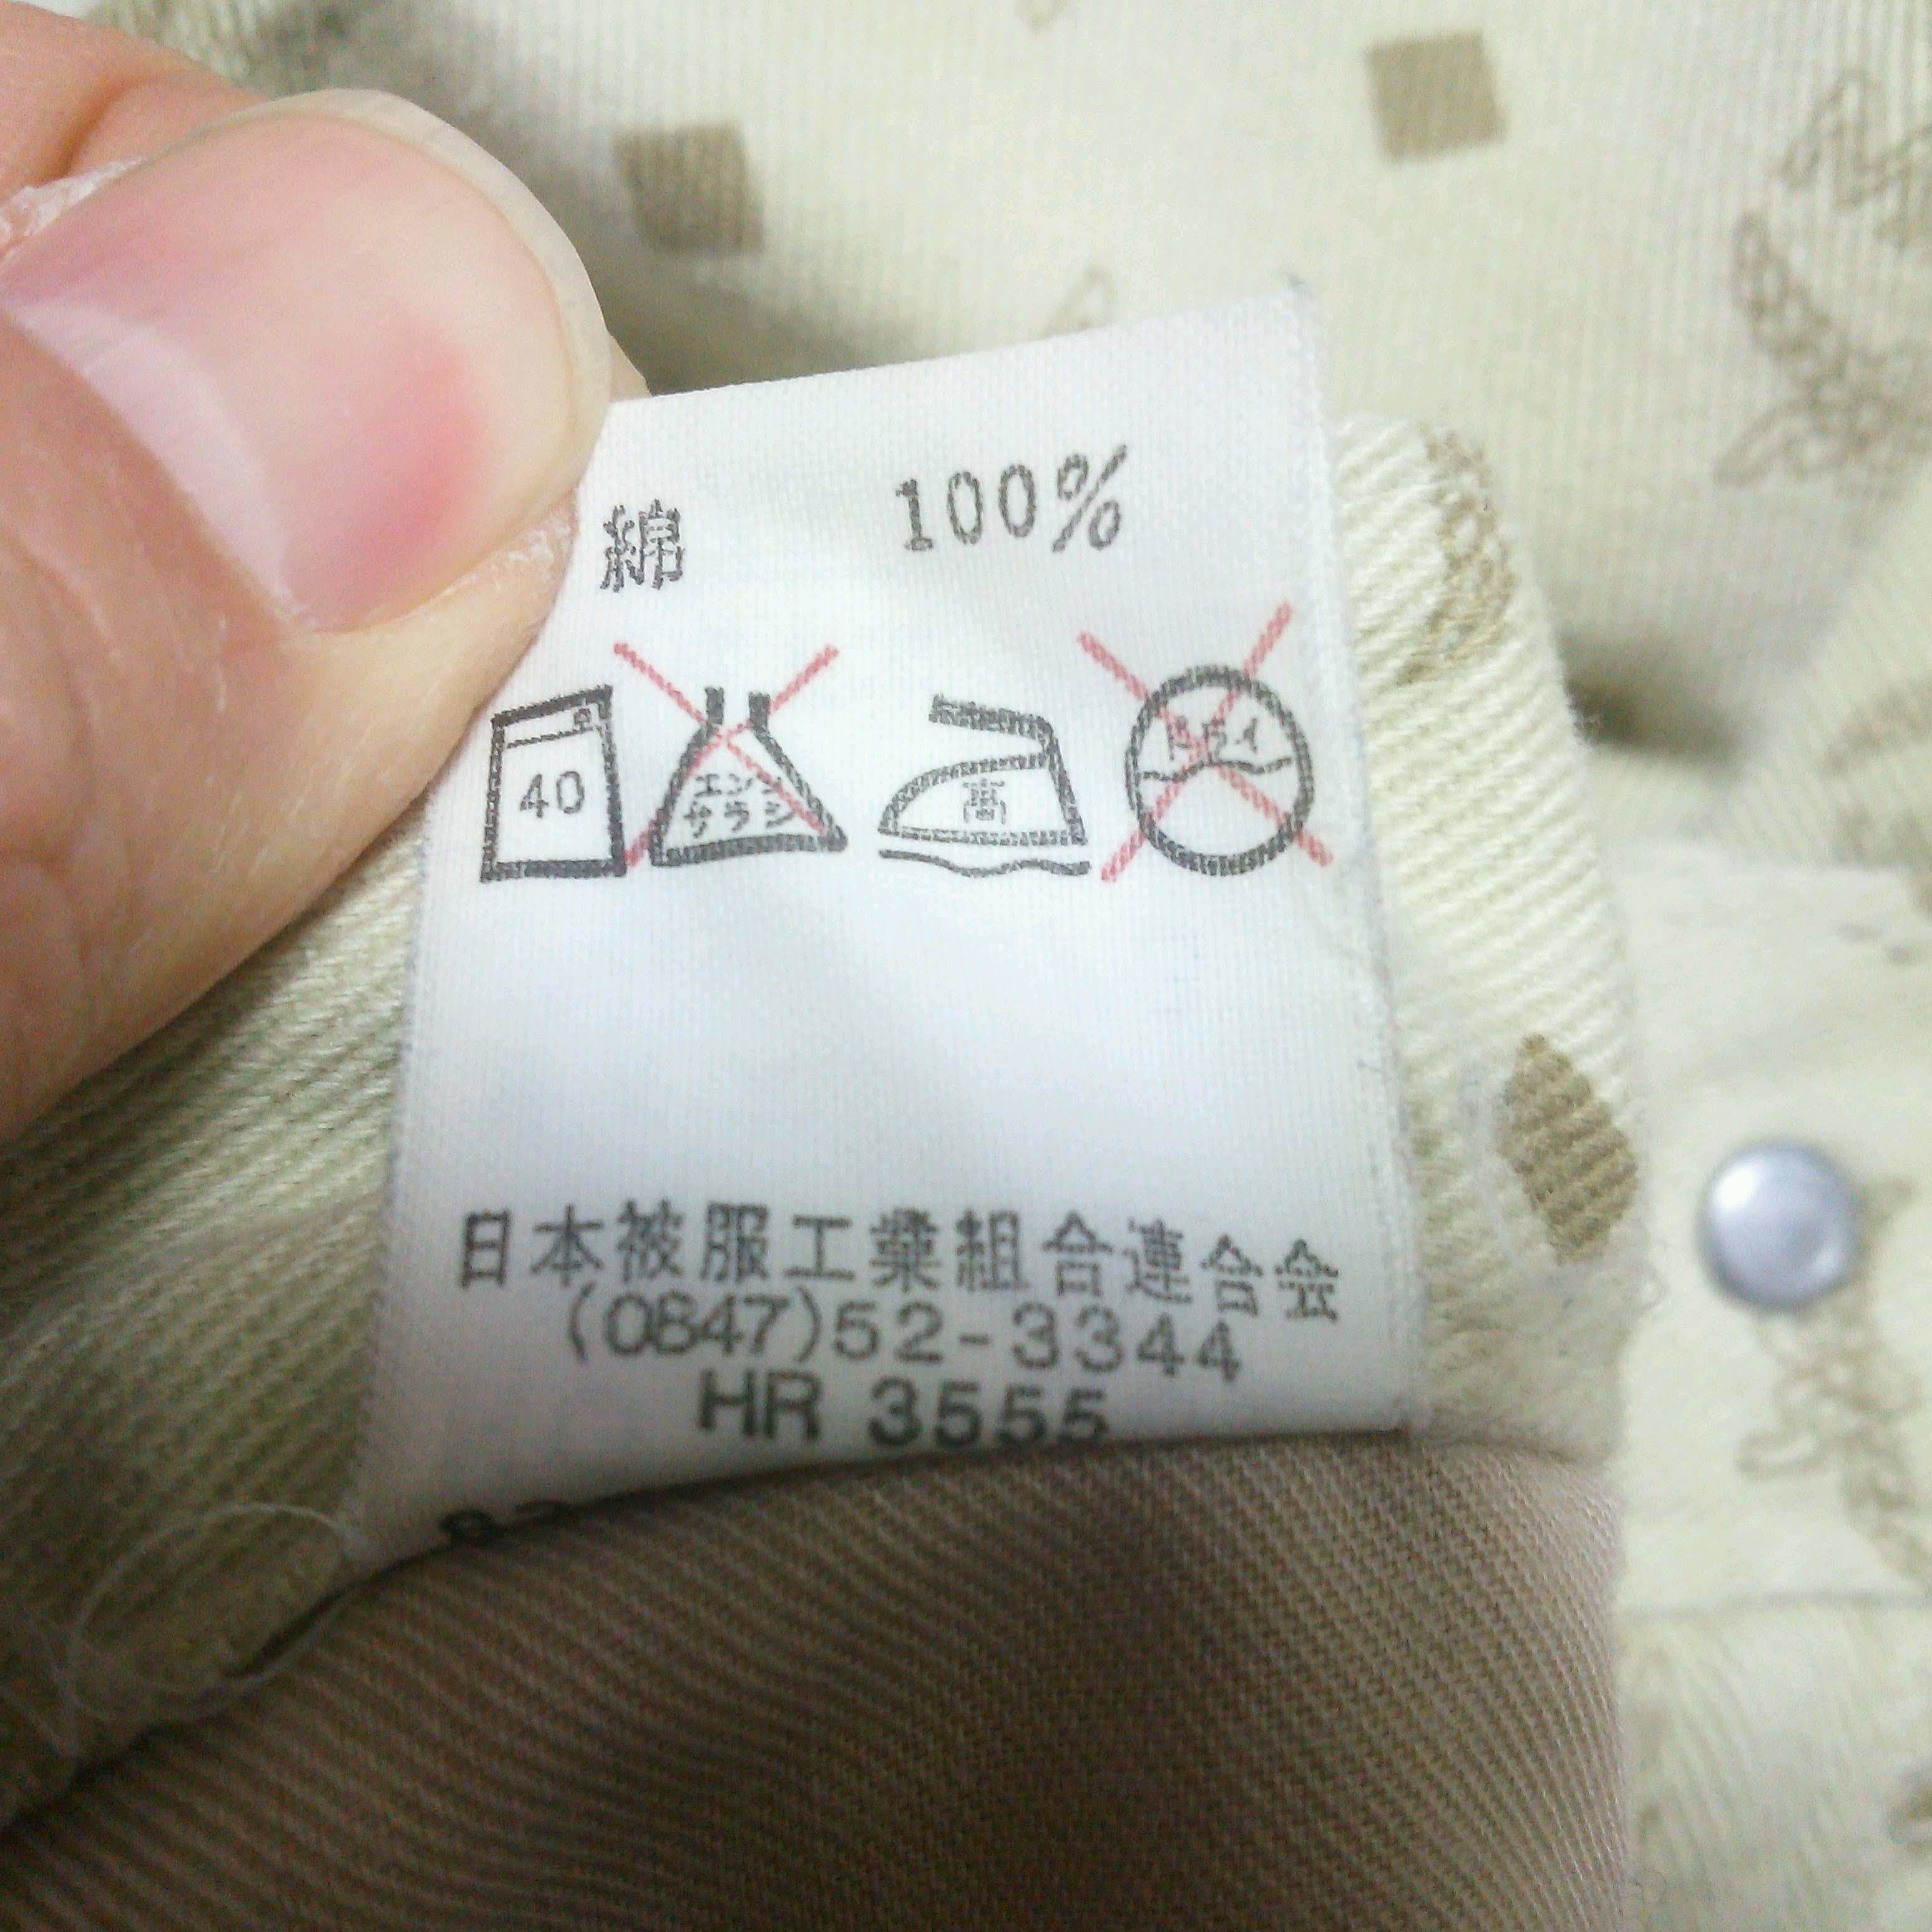 綿 100%
40 エンソ サラシ 高 ドライ
日本被服工業組合連合会
(0847)52-3344
HR 3555